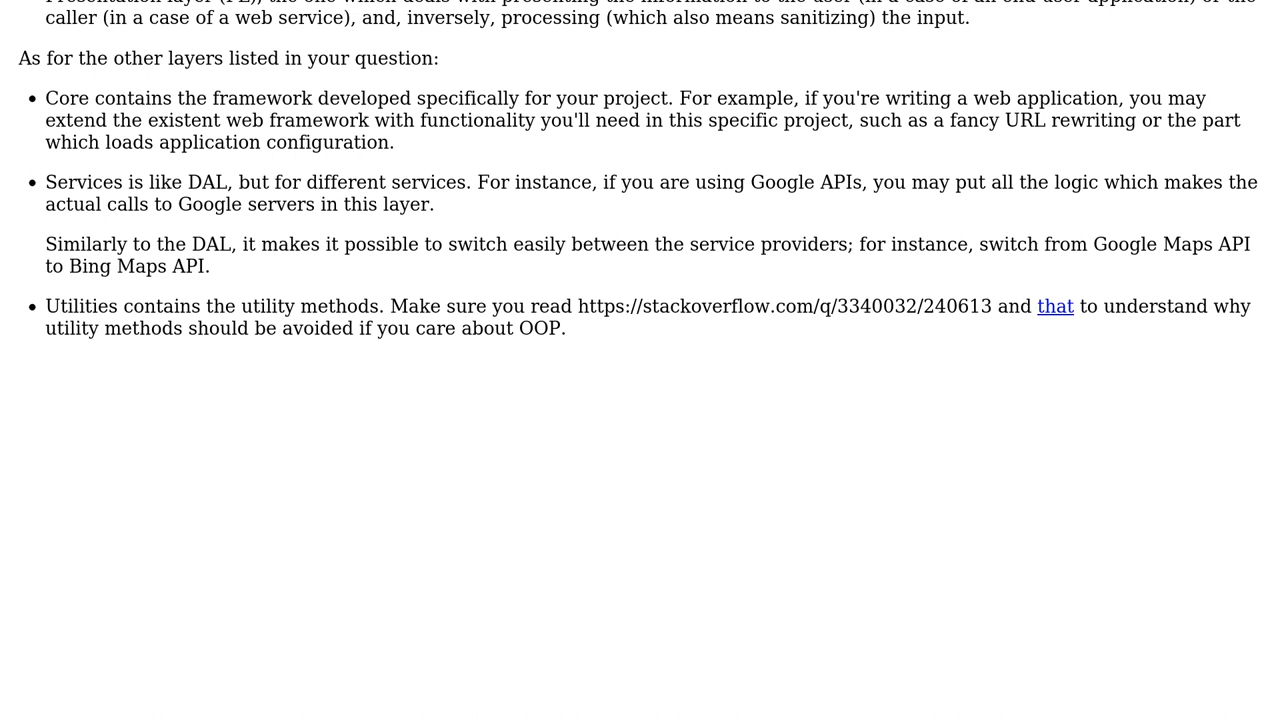 caller (in a case of a web service), and, inversely, processing (which also means sanitizing) the input.
As for the other layers listed in your question:
• Core contains the framework developed specifically for your project. For example, if you're writing a web application, you may
extend the existent web framework with functionality you'll need in this specific project, such as a fancy URL rewriting or the part
which loads application configuration.
• Services is like DAL, but for different services. For instance, if you are using Google APIs, you may put all the logic which makes the
actual calls to Google servers in this layer.
Similarly to the DAL, it makes it possible to switch easily between the service providers; for instance, switch from Google Maps API
to Bing Maps API.
• Utilities contains the utility methods. Make sure you read https://stackoverflow.com/q/3340032/240613 and that to understand why
utility methods should be avoided if you care about OOP.